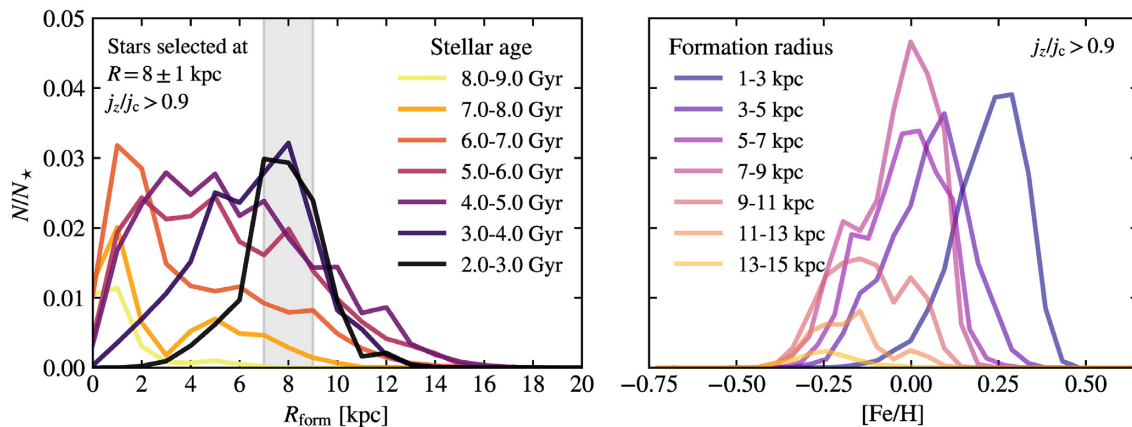 0.05
0.04
0.03
0.02
0.01
0.00
N/N⋆
Stars selected at
R = 8 ± 1 kpc
j_z/j_c > 0.9
Stellar age
8.0-9.0 Gyr
7.0-8.0 Gyr
6.0-7.0 Gyr
5.0-6.0 Gyr
4.0-5.0 Gyr
3.0-4.0 Gyr
2.0-3.0 Gyr
0 2 4 6 8 10 12 14 16 18 20
R_form [kpc]
Formation radius
1-3 kpc
3-5 kpc
5-7 kpc
7-9 kpc
9-11 kpc
11-13 kpc
13-15 kpc
j_z/j_c > 0.9
−0.75 −0.50 −0.25 0.00 0.25 0.50
[Fe/H]